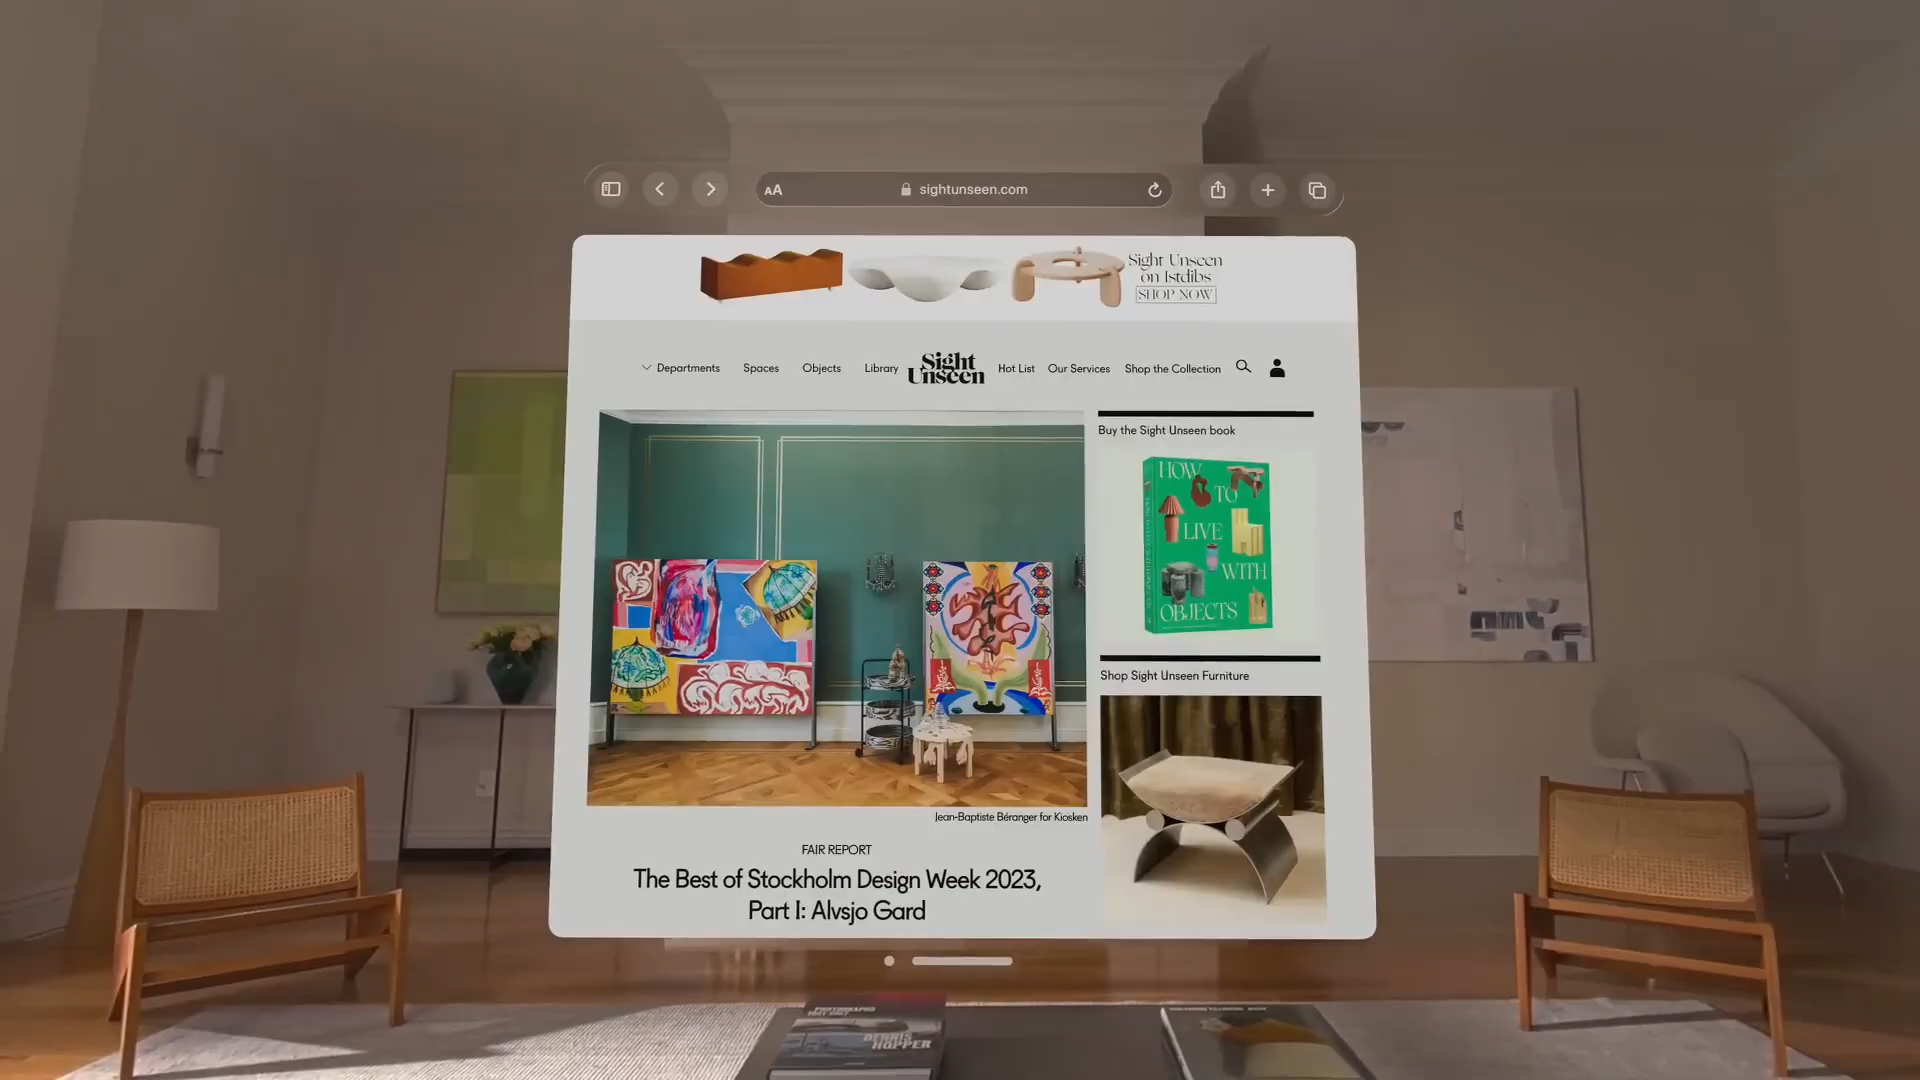 AA
sightunseen.com
Sight Unseen
on 1stdibs
SHOP NOW
Departments
Spaces
Objects
Library
Sight
Unseen
Hot List
Our Services
Shop the Collection
Buy the Sight Unseen book
HOW
TO
LIVE
WITH
OBJECTS
Shop Sight Unseen Furniture
Jean-Baptiste Béranger for Kiosken
FAIR REPORT
The Best of Stockholm Design Week 2023,
Part I: Alvsjo Gard
DENNIS
HOPPER